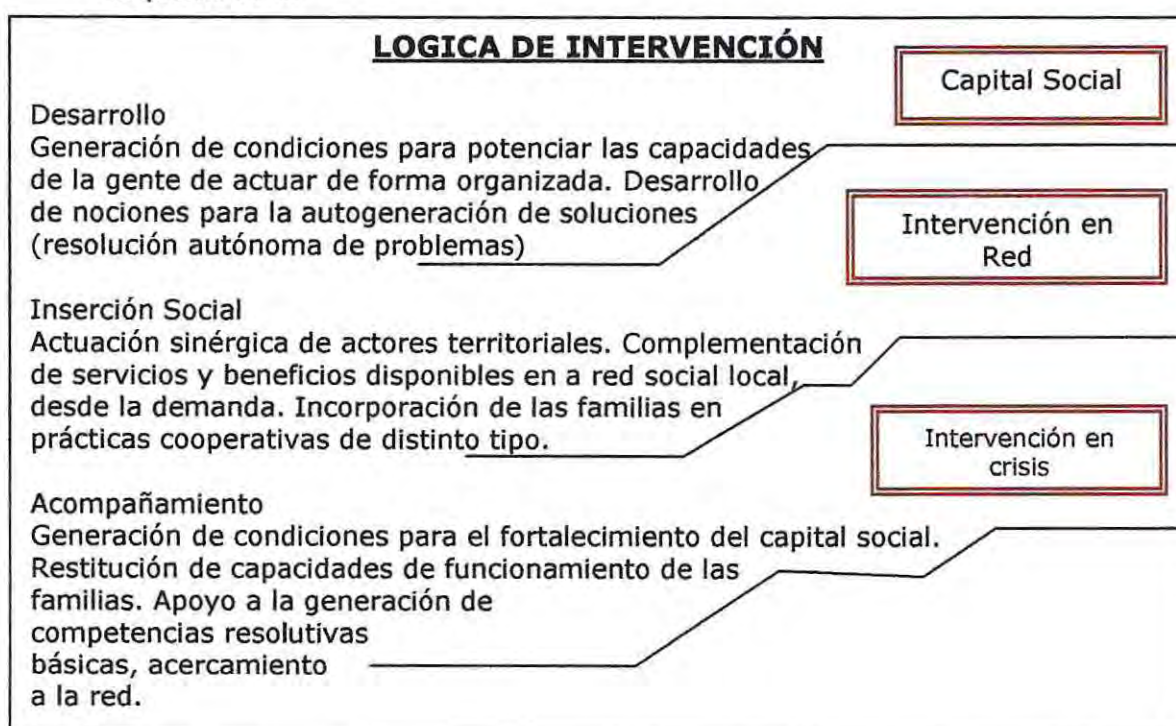 LOGICA DE INTERVENCIÓN
Capital Social
Desarrollo
Generación de condiciones para potenciar las capacidades
de la gente de actuar de forma organizada. Desarrollo
de nociones para la autogeneración de soluciones
(resolución autónoma de problemas)
Intervención en
Red
Inserción Social
Actuación sinérgica de actores territoriales. Complementación
de servicios y beneficios disponibles en a red social local,
desde la demanda. Incorporación de las familias en
prácticas cooperativas de distinto tipo.
Intervención en
crisis
Acompañamiento
Generación de condiciones para el fortalecimiento del capital social.
Restitución de capacidades de funcionamiento de las
familias. Apoyo a la generación de
competencias resolutivas
básicas, acercamiento
a la red.